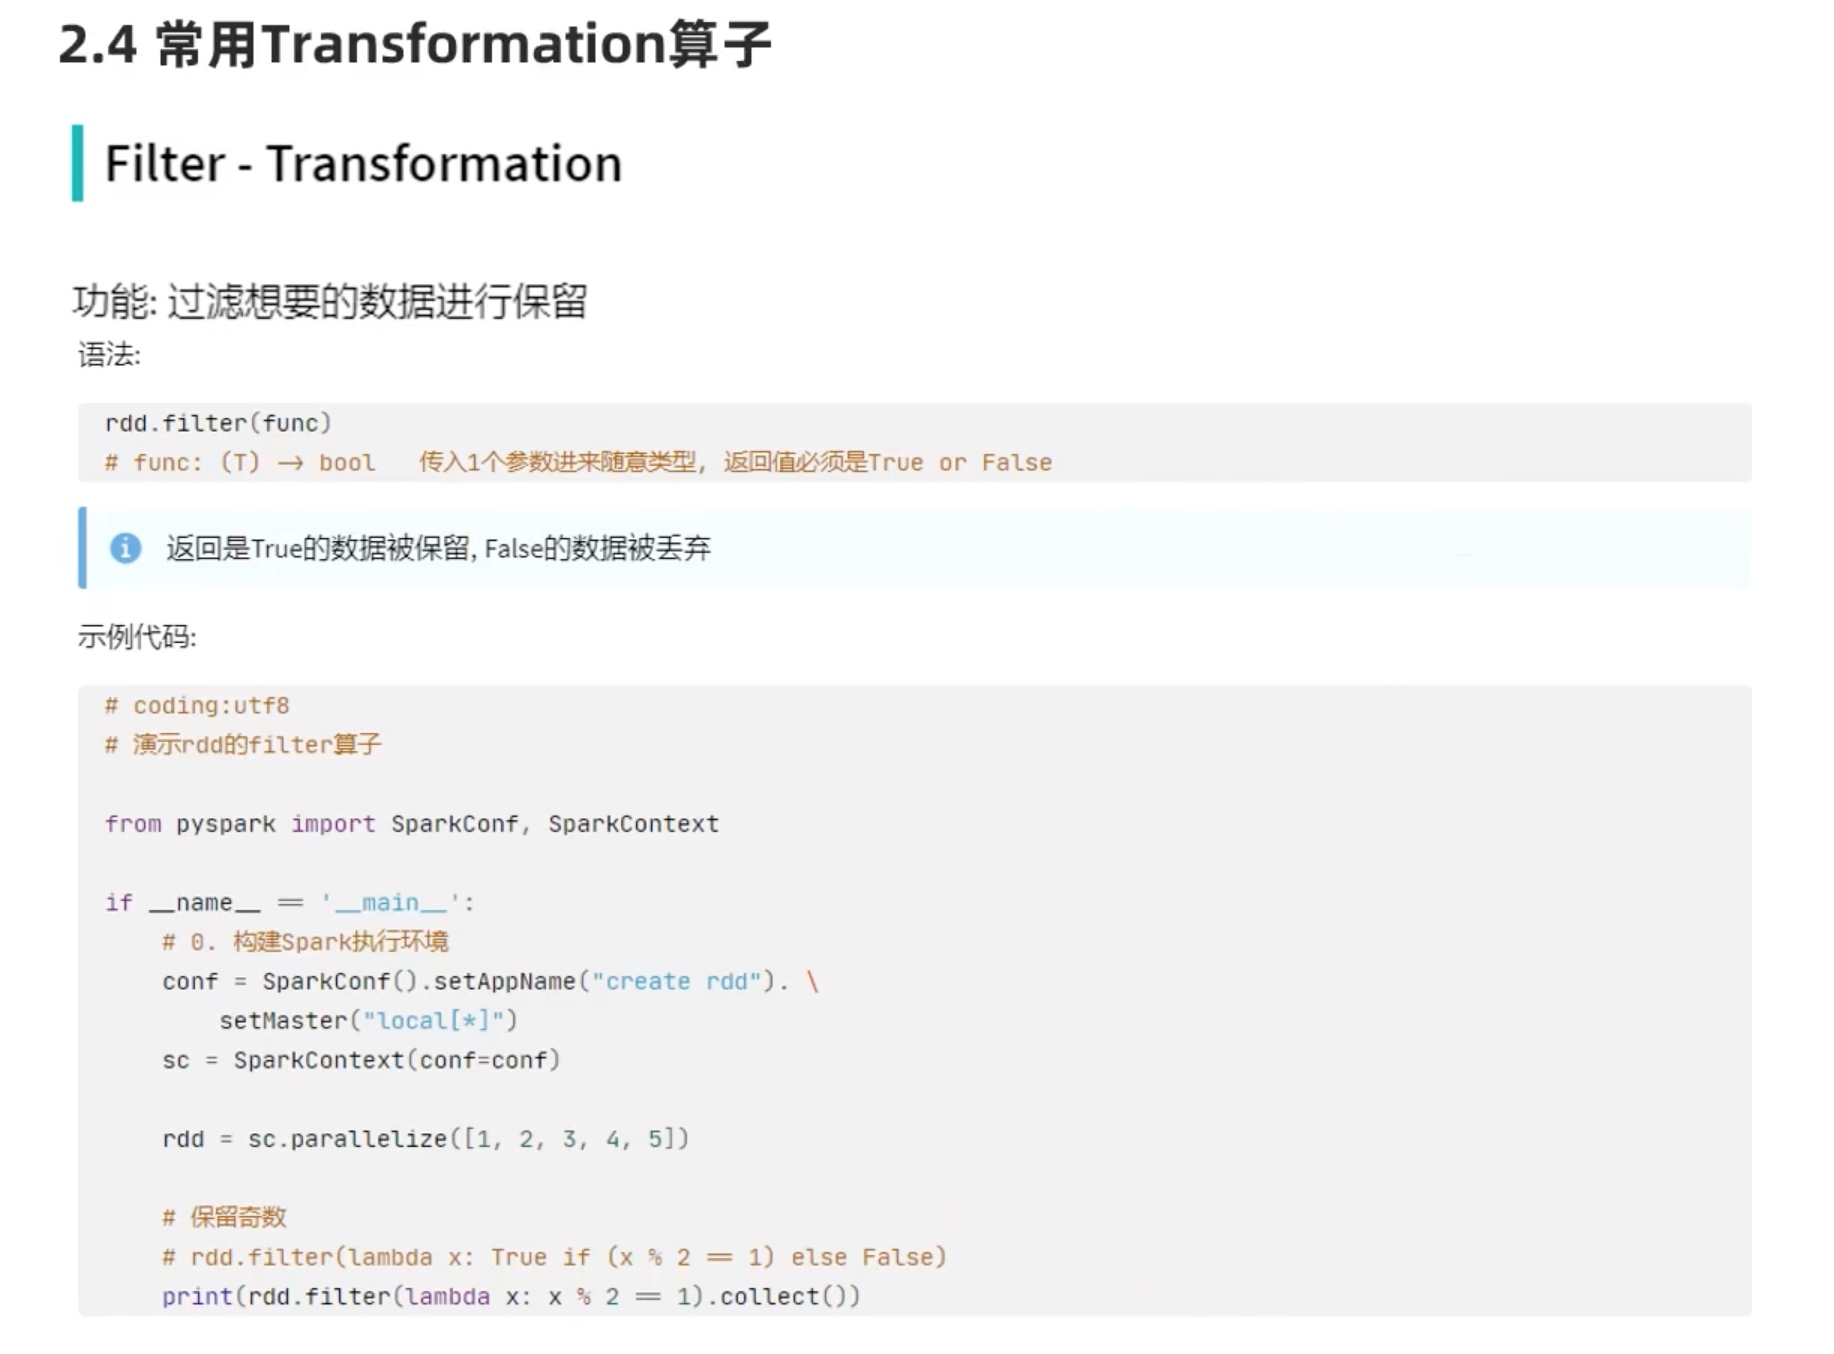 2.4 常用Transformation算子
Filter - Transformation
功能: 过滤想要的数据进行保留
语法:
rdd.filter(func)
# func: (T) → bool   传入1个参数进来随意类型, 返回值必须是True or False
返回是True的数据被保留, False的数据被丢弃
示例代码:
# coding:utf8
# 演示rdd的filter算子
from pyspark import SparkConf, SparkContext
if __name__ == '__main__':
    # 0. 构建Spark执行环境
    conf = SparkConf().setAppName("create rdd"). \
        setMaster("local[*]")
    sc = SparkContext(conf=conf)
    rdd = sc.parallelize([1, 2, 3, 4, 5])
    # 保留奇数
    # rdd.filter(lambda x: True if (x % 2 == 1) else False)
    print(rdd.filter(lambda x: x % 2 == 1).collect())